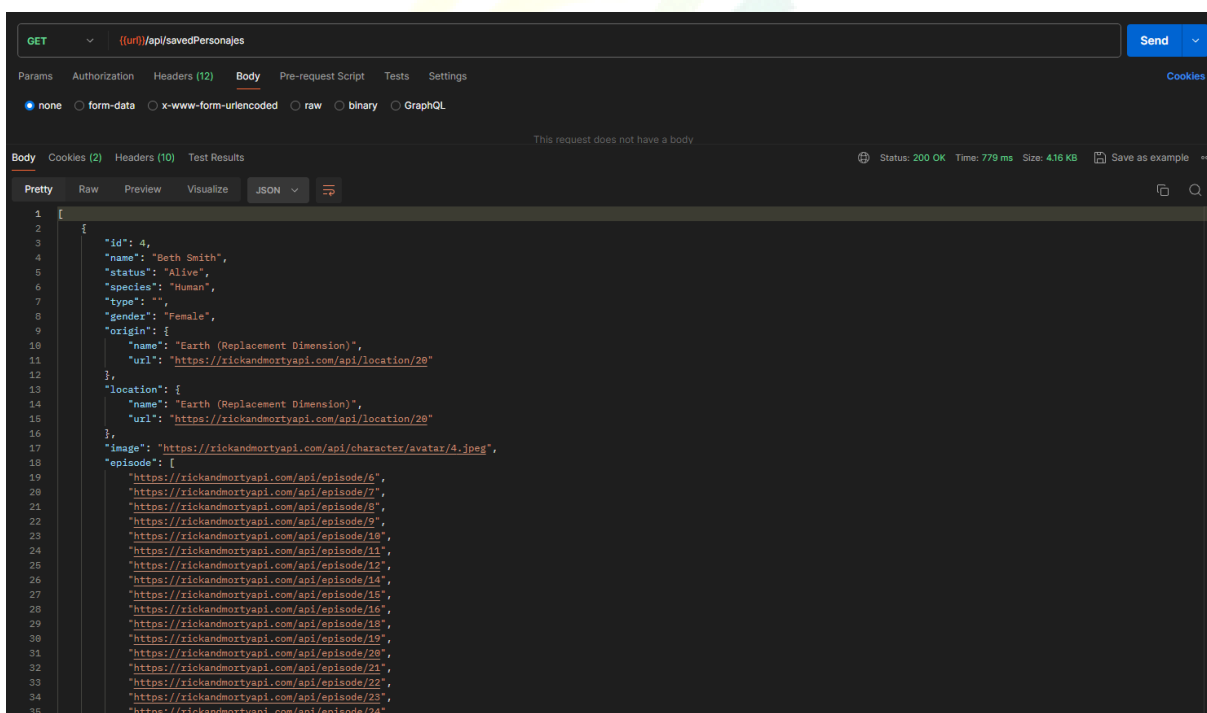 GET {{url}}/api/savedPersonajes Send
Params Authorization Headers (12) Body Pre-request Script Tests Settings Cookies
none form-data x-www-form-urlencoded raw binary GraphQL
This request does not have a body
Body Cookies (2) Headers (10) Test Results Status: 200 OK Time: 779 ms Size: 4.16 KB Save as example
Pretty Raw Preview Visualize JSON
1 [
2 {
3 "id": 4,
4 "name": "Beth Smith",
5 "status": "Alive",
6 "species": "Human",
7 "type": "",
8 "gender": "Female",
9 "origin": {
10 "name": "Earth (Replacement Dimension)",
11 "url": "https://rickandmortyapi.com/api/location/20"
12 },
13 "location": {
14 "name": "Earth (Replacement Dimension)",
15 "url": "https://rickandmortyapi.com/api/location/20"
16 },
17 "image": "https://rickandmortyapi.com/api/character/avatar/4.jpeg",
18 "episode": [
19 "https://rickandmortyapi.com/api/episode/6",
20 "https://rickandmortyapi.com/api/episode/7",
21 "https://rickandmortyapi.com/api/episode/8",
22 "https://rickandmortyapi.com/api/episode/9",
23 "https://rickandmortyapi.com/api/episode/10",
24 "https://rickandmortyapi.com/api/episode/11",
25 "https://rickandmortyapi.com/api/episode/12",
26 "https://rickandmortyapi.com/api/episode/14",
27 "https://rickandmortyapi.com/api/episode/15",
28 "https://rickandmortyapi.com/api/episode/16",
29 "https://rickandmortyapi.com/api/episode/18",
30 "https://rickandmortyapi.com/api/episode/19",
31 "https://rickandmortyapi.com/api/episode/20",
32 "https://rickandmortyapi.com/api/episode/21",
33 "https://rickandmortyapi.com/api/episode/22",
34 "https://rickandmortyapi.com/api/episode/23",
35 "https://rickandmortyapi.com/api/episode/24"